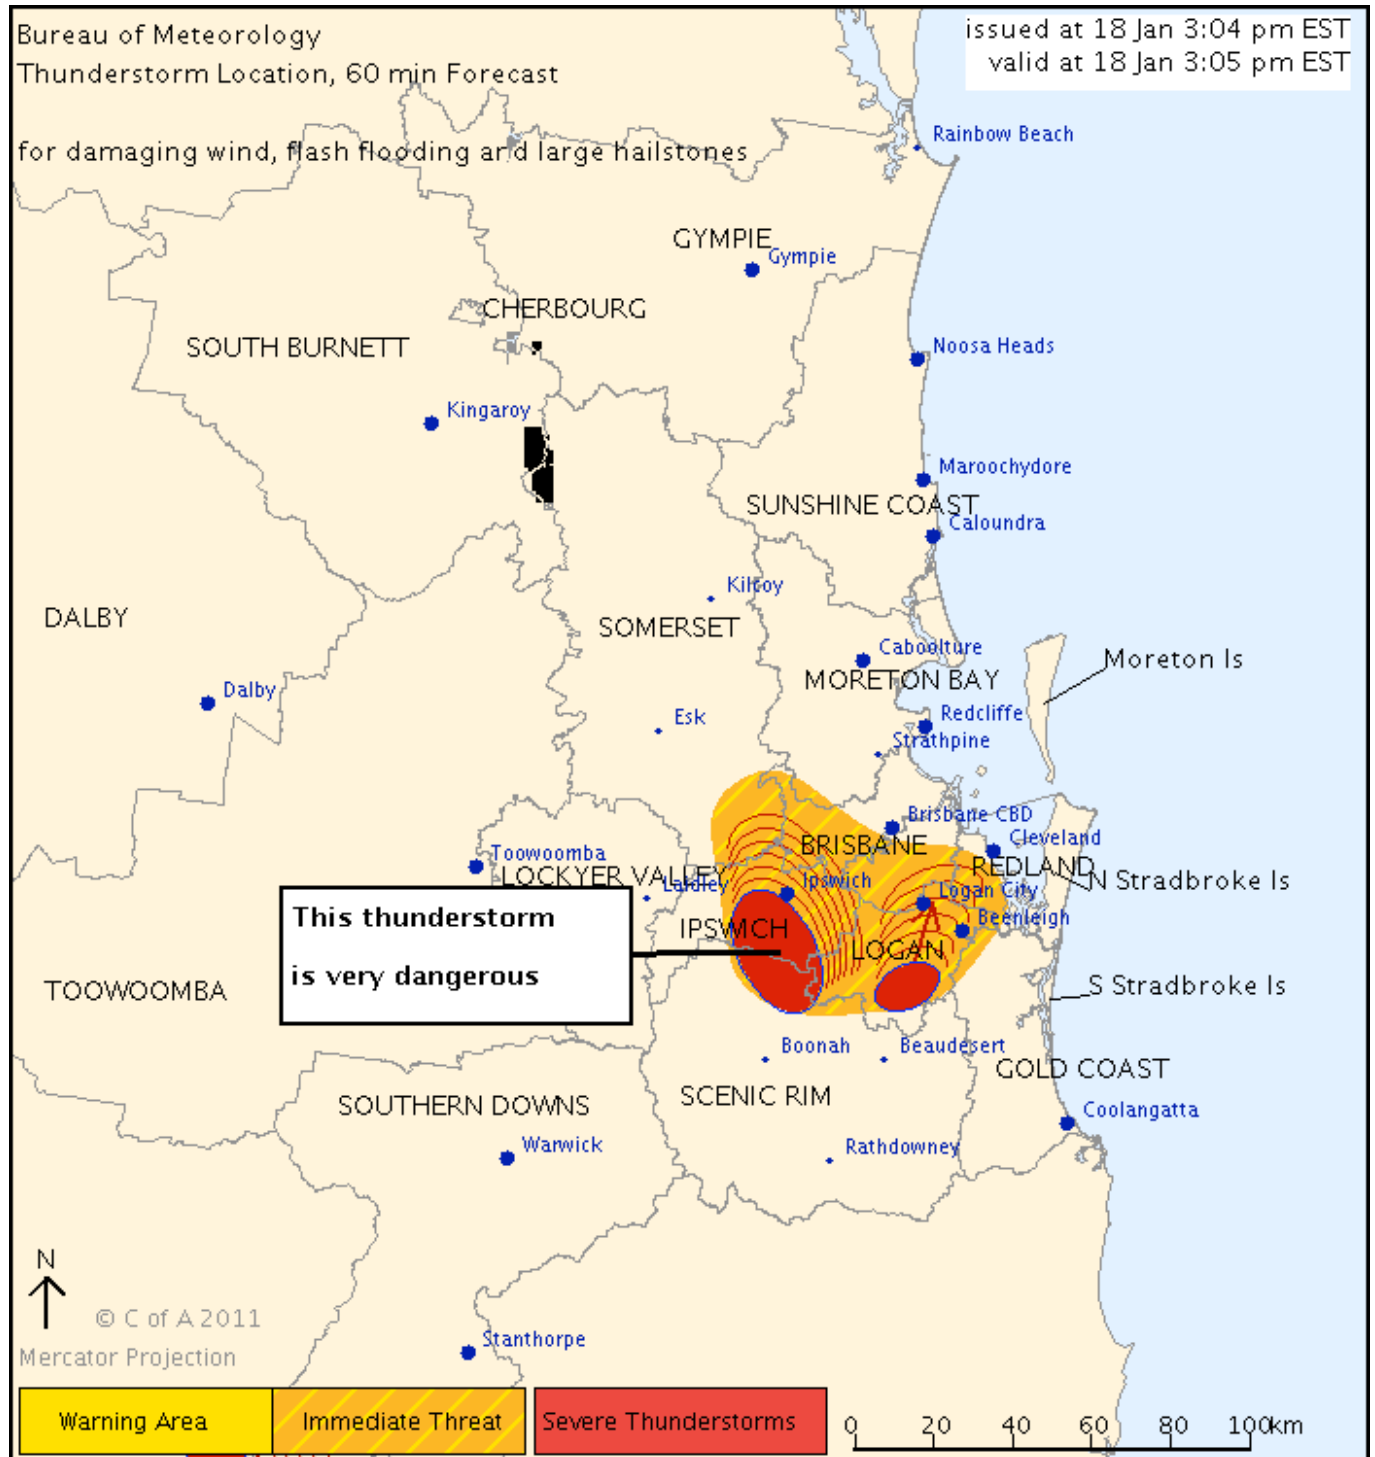 Bureau of Meteorology
Thunderstorm Location, 60 min Forecast
for damaging wind, flash flooding and large hailstones
issued at 18 Jan 3:04 pm EST
valid at 18 Jan 3:05 pm EST
Rainbow Beach
GYMPIE
Gympie
CHERBOURG
SOUTH BURNETT
Noosa Heads
Kingaroy
Maroochydore
SUNSHINE COAST
Caloundra
Kilcoy
DALBY
SOMERSET
Caboolture
Moreton Is
MORETON BAY
Dalby
Esk
Redcliffe
Strathpine
Brisbane CBD
BRISBANE
Cleveland
Toowoomba
LOCKYER VALLEY
REDLAND
Laidley
Ipswich
Logan City
N Stradbroke Is
Beenleigh
This thunderstorm
is very dangerous
IPSWICH
LOGAN
TOOWOOMBA
S Stradbroke Is
Boonah
Beaudesert
GOLD COAST
SCENIC RIM
SOUTHERN DOWNS
Coolangatta
Warwick
Rathdowney
N
© C of A 2011
Mercator Projection
Stanthorpe
Warning Area
Immediate Threat
Severe Thunderstorms
0 20 40 60 80 100km